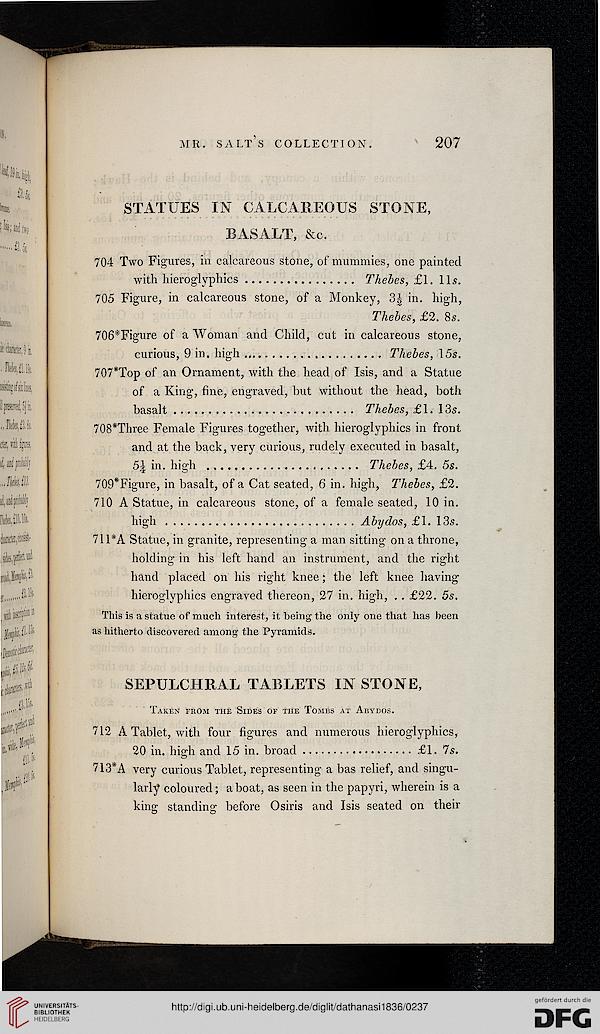 MR. SALT'S COLLECTION. 207
STATUES IN CALCAREOUS STONE,
BASALT, &c.
704 Two Figures, in calcareous stone, of mummies, one painted
with hieroglyphics ................ Thebes, £1. 11s.
705 Figure, in calcareous stone, of a Monkey, 3½ in. high,
Thebes, £2. 8s.
706*Figure of a Woman and Child, cut in calcareous stone,
curious, 9 in. high .................... Thebes, 15s.
707*Top of an Ornament, with the head of Isis, and a Statue
of a King, fine, engraved, but without the head, both
basalt .......................... Thebes, £1. 13s.
708*Three Female Figures together, with hieroglyphics in front
and at the back, very curious, rudely executed in basalt,
5½ in. high ...................... Thebes, £4. 5s.
709*Figure, in basalt, of a Cat seated, 6 in. high, Thebes, £2.
710 A Statue, in calcareous stone, of a female seated, 10 in.
high ........................... Abydos, £1. 13s.
711*A Statue, in granite, representing a man sitting on a throne,
holding in his left hand an instrument, and the right
hand placed on his right knee; the left knee having
hieroglyphics engraved thereon, 27 in. high, .. £22. 5s.
This is a statue of much interest, it being the only one that has been
as hitherto discovered among the Pyramids.
SEPULCHRAL TABLETS IN STONE,
TAKEN FROM THE SIDES OF THE TOMBS AT ABYDOS.
712 A Tablet, with four figures and numerous hieroglyphics,
20 in. high and 15 in. broad .................. £1. 7s.
713*A very curious Tablet, representing a bas relief, and singu-
larly coloured; a boat, as seen in the papyri, wherein is a
king standing before Osiris and Isis seated on their
UNIVERSITÄTS-
BIBLIOTHEK
HEIDELBERG
http://digi.ub.uni-heidelberg.de/diglit/dathanasi1836/0237
gefördert durch die
DFG